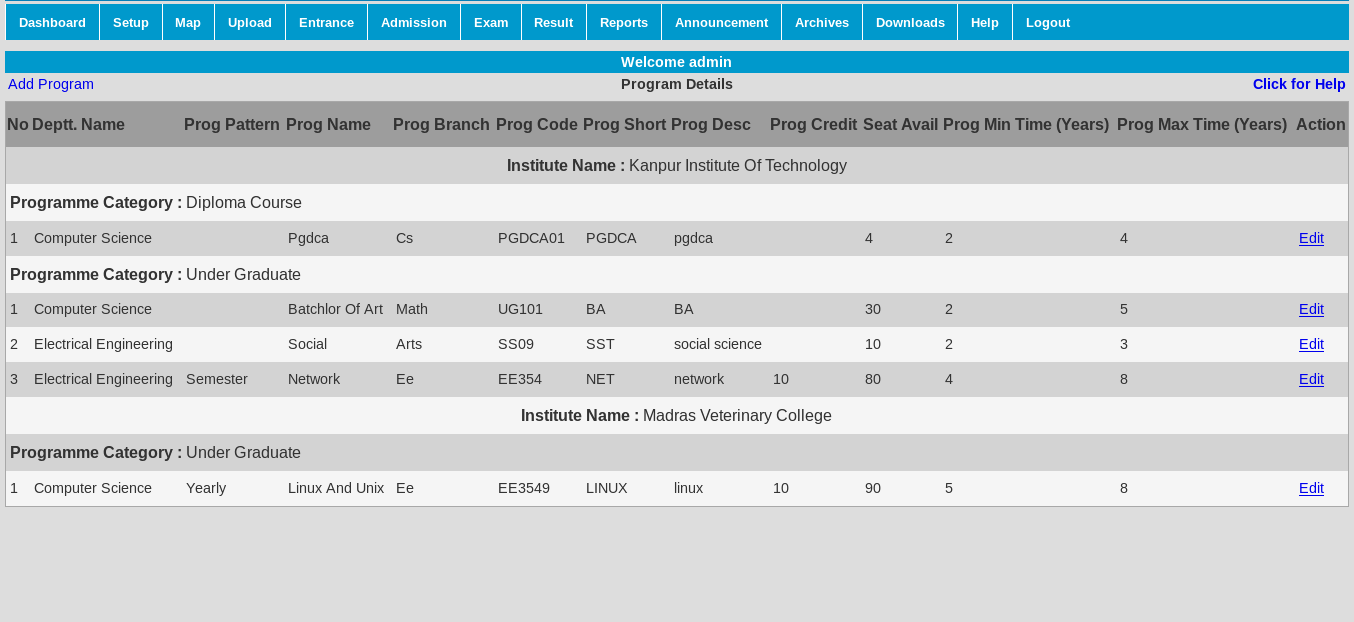 Dashboard Setup Map Upload Entrance Admission Exam Result Reports Announcement Archives Downloads Help Logout
Welcome admin
Add Program Program Details Click for Help
No Deptt. Name Prog Pattern Prog Name Prog Branch Prog Code Prog Short Prog Desc Prog Credit Seat Avail Prog Min Time (Years) Prog Max Time (Years) Action
Institute Name : Kanpur Institute Of Technology
Programme Category : Diploma Course
1 Computer Science Pgdca Cs PGDCA01 PGDCA pgdca 4 2 4 Edit
Programme Category : Under Graduate
1 Computer Science Batchlor Of Art Math UG101 BA BA 30 2 5 Edit
2 Electrical Engineering Social Arts SS09 SST social science 10 2 3 Edit
3 Electrical Engineering Semester Network Ee EE354 NET network 10 80 4 8 Edit
Institute Name : Madras Veterinary College
Programme Category : Under Graduate
1 Computer Science Yearly Linux And Unix Ee EE3549 LINUX linux 10 90 5 8 Edit